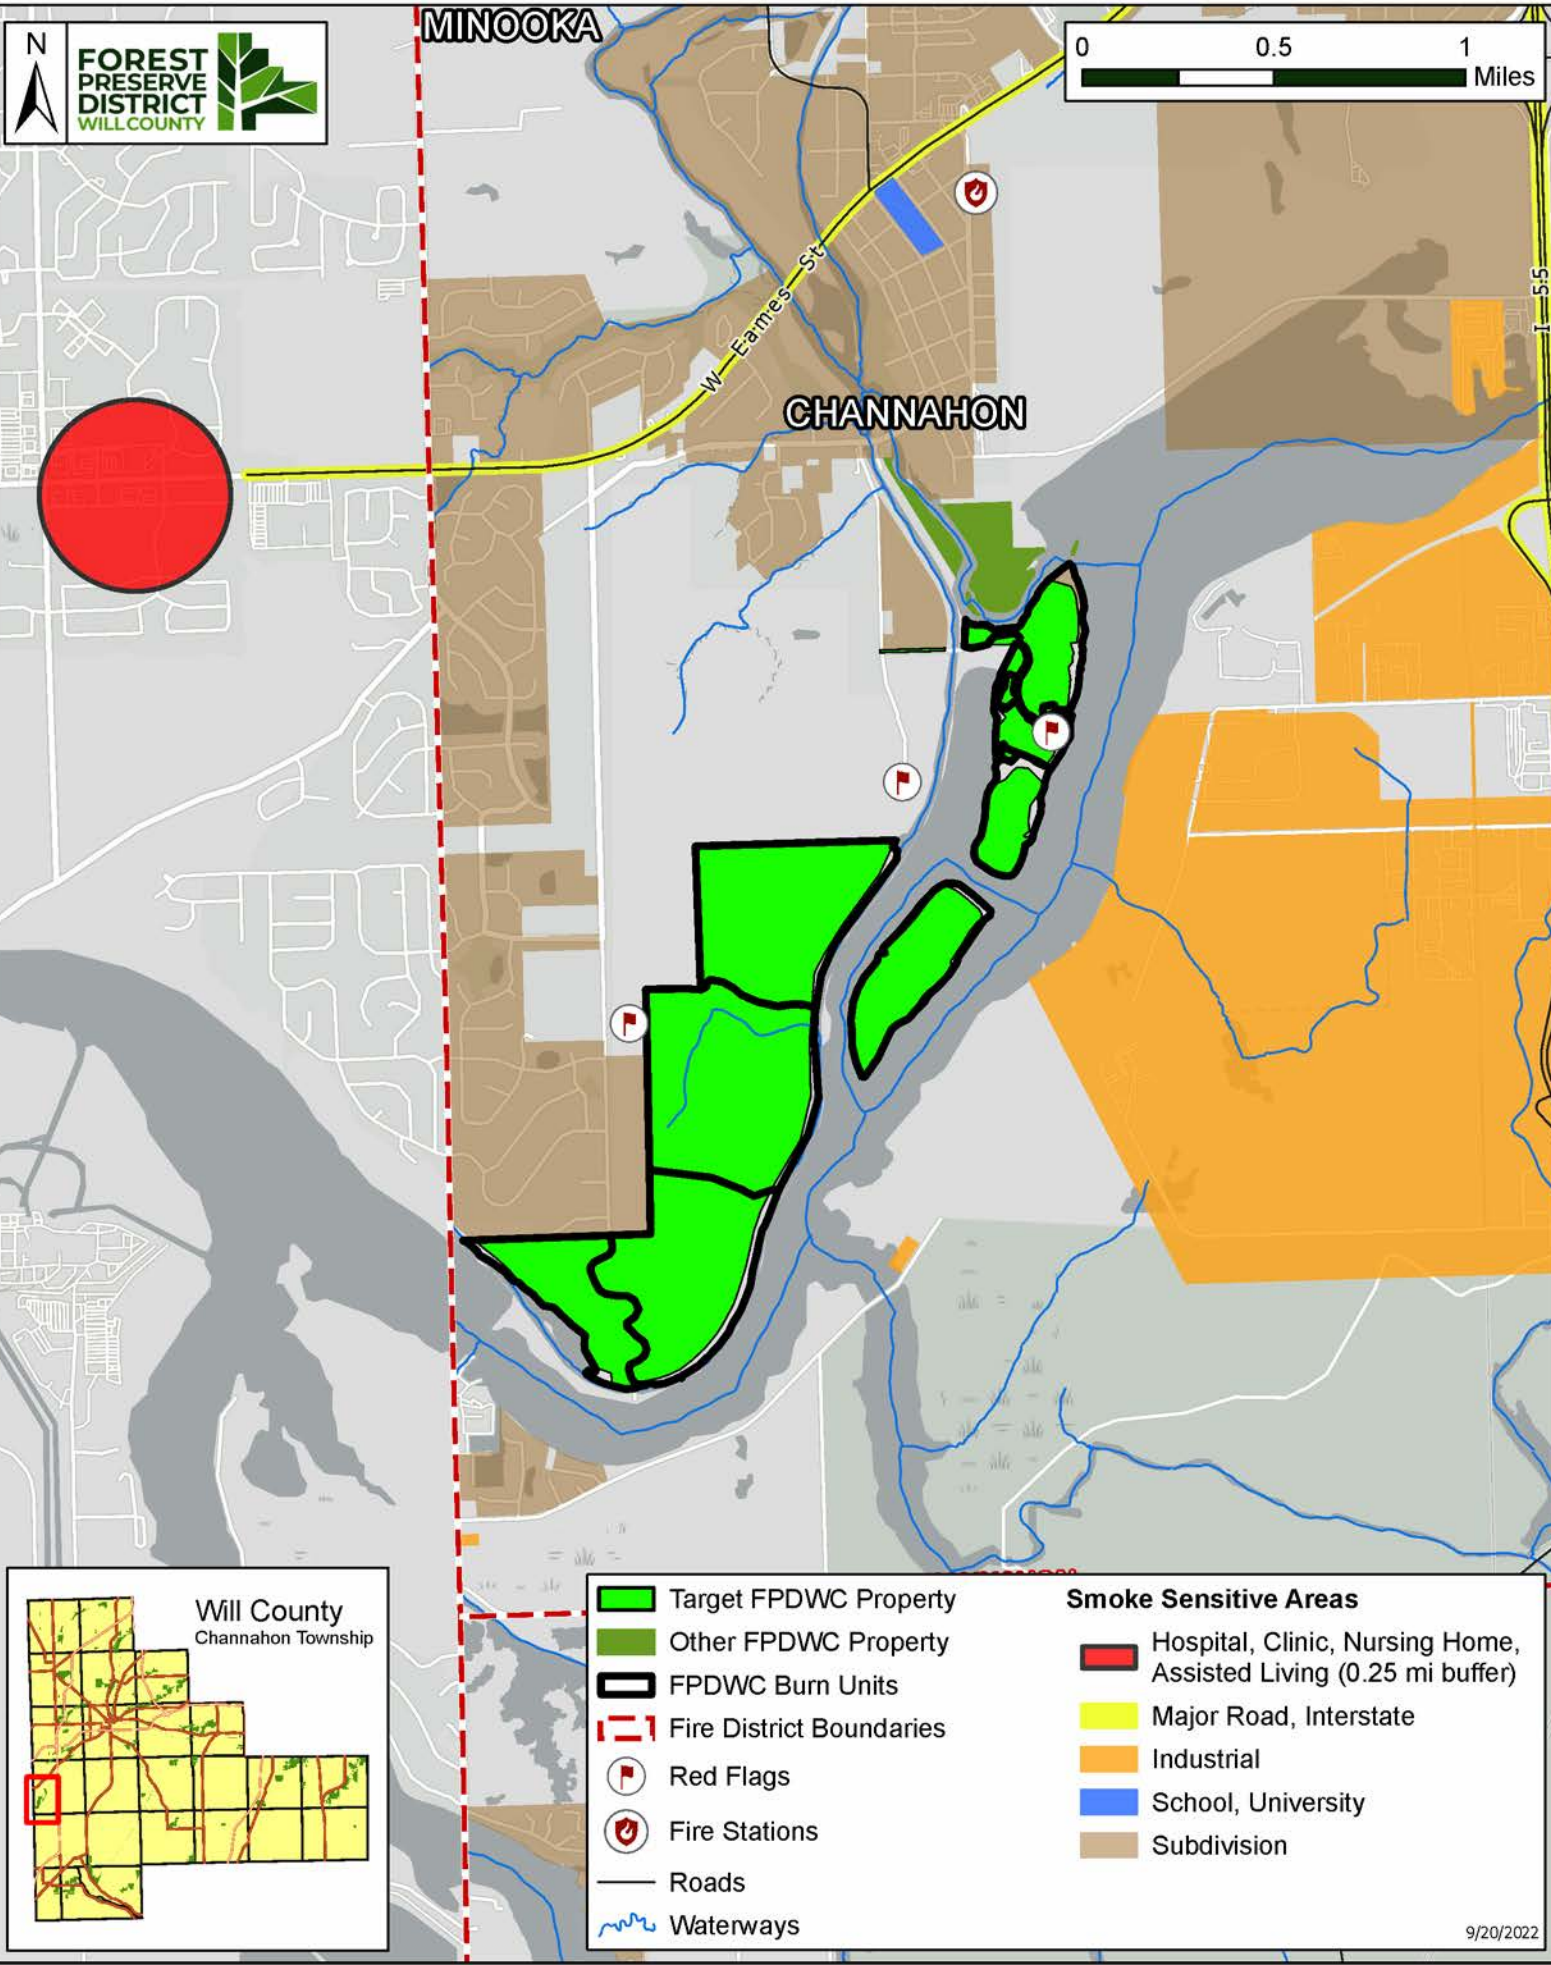 MINOOKA
N
FOREST
PRESERVE
DISTRICT
WILL COUNTY
0 0.5 1
Miles
W Eames St
I 55
CHANNAHON
Will County
Channahon Township
Target FPDWC Property
Other FPDWC Property
FPDWC Burn Units
Fire District Boundaries
Red Flags
Fire Stations
Roads
Waterways
Smoke Sensitive Areas
Hospital, Clinic, Nursing Home,
Assisted Living (0.25 mi buffer)
Major Road, Interstate
Industrial
School, University
Subdivision
9/20/2022